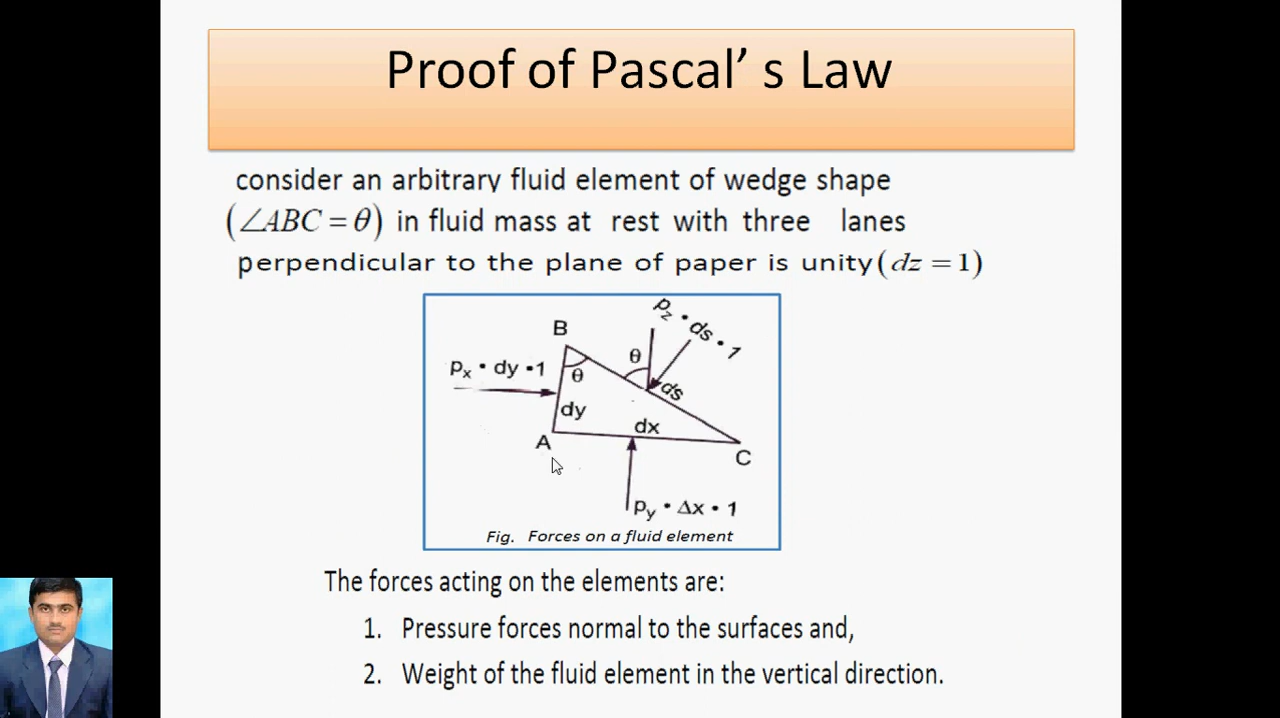 Proof of Pascal’ s Law
consider an arbitrary fluid element of wedge shape
(∠ABC = θ) in fluid mass at rest with three lanes
perpendicular to the plane of paper is unity (dz = 1)
B
pz • ds • 1
θ
px • dy •1
θ
ds
dy
dx
A
C
py • Δx • 1
Fig. Forces on a fluid element
The forces acting on the elements are:
1. Pressure forces normal to the surfaces and,
2. Weight of the fluid element in the vertical direction.